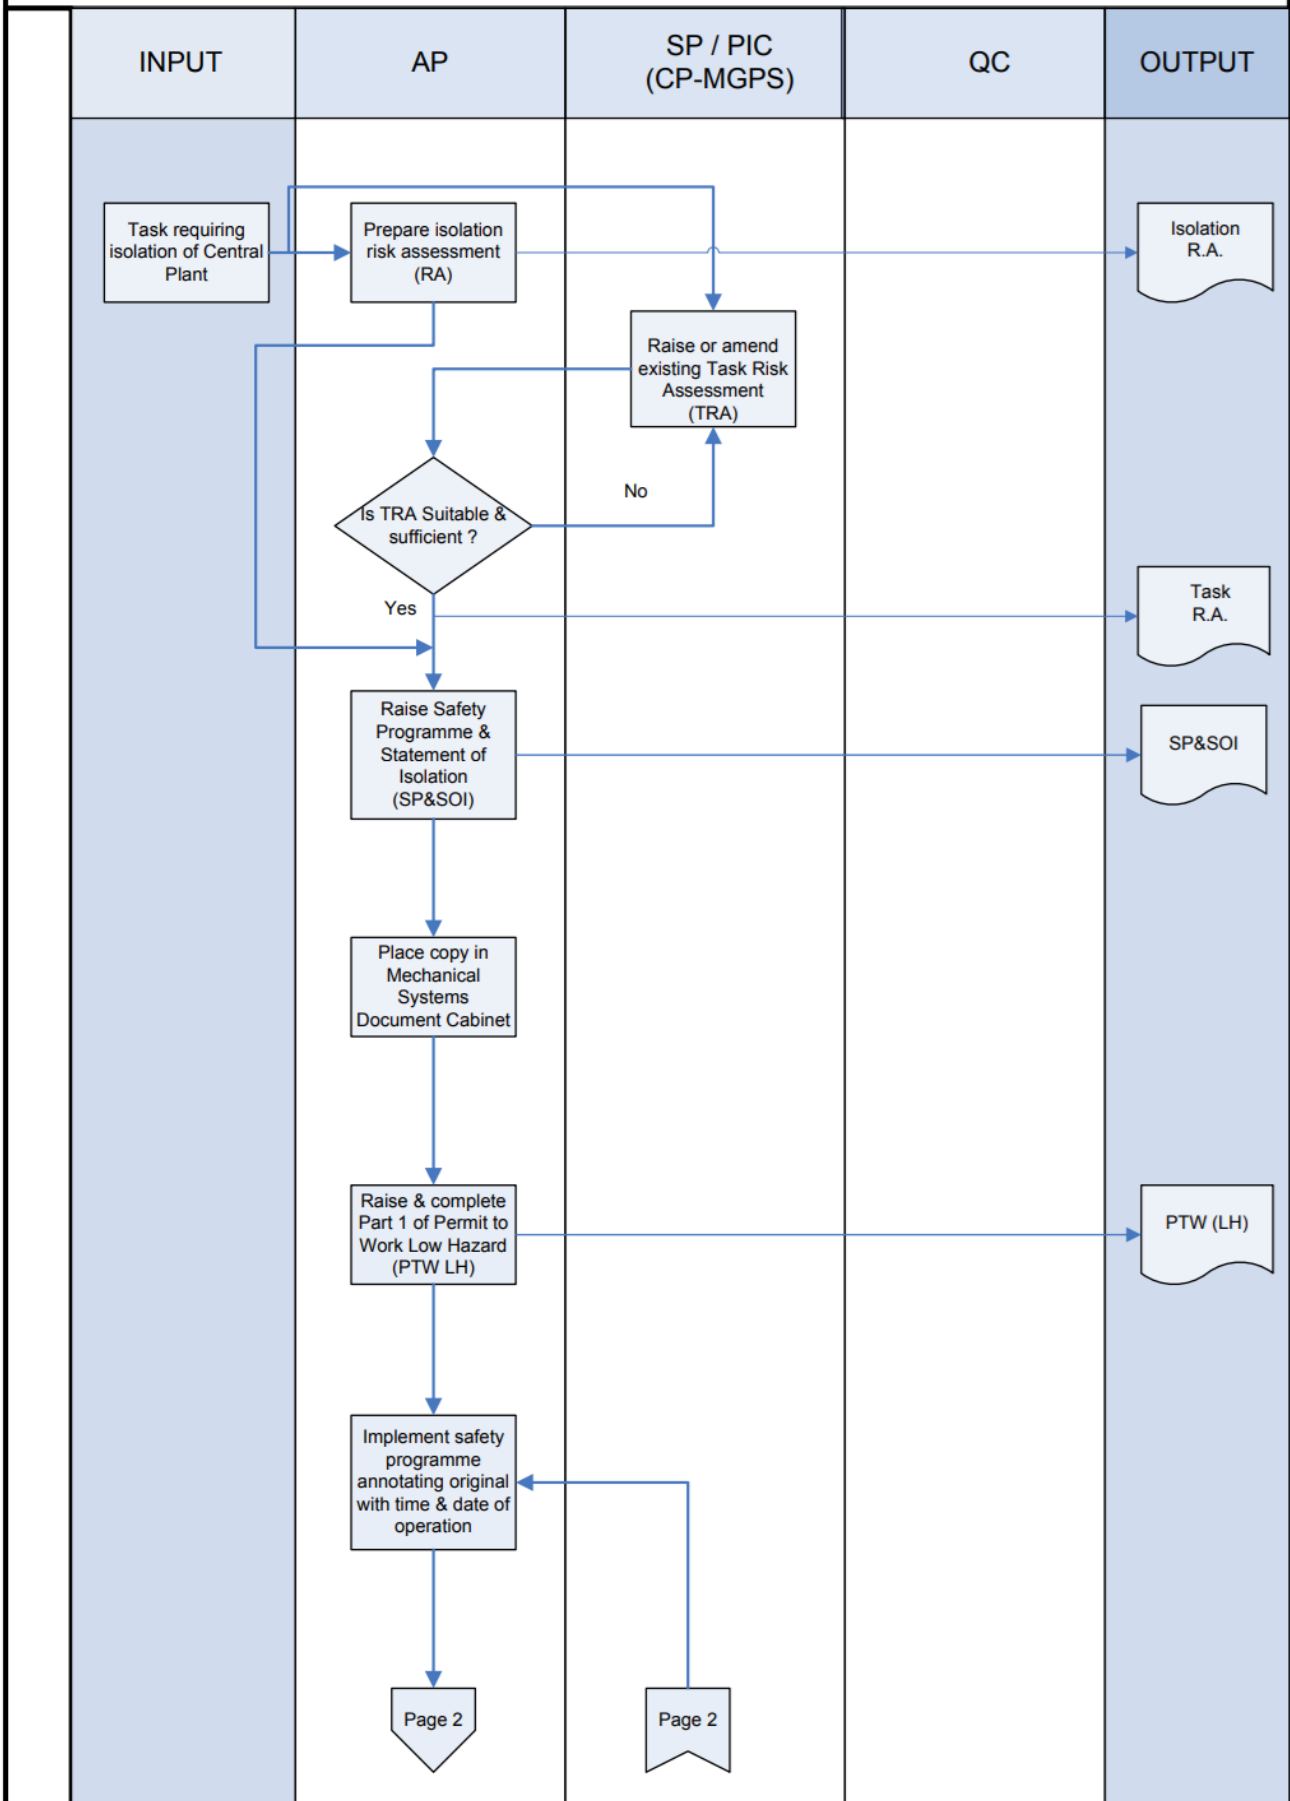 INPUT
AP
SP / PIC
(CP-MGPS)
QC
OUTPUT
Task requiring
isolation of Central
Plant
Prepare isolation
risk assessment
(RA)
Isolation
R.A.
Raise or amend
existing Task Risk
Assessment
(TRA)
Is TRA Suitable &
sufficient ?
No
Yes
Task
R.A.
Raise Safety
Programme &
Statement of
Isolation
(SP&SOI)
SP&SOI
Place copy in
Mechanical
Systems
Document Cabinet
Raise & complete
Part 1 of Permit to
Work Low Hazard
(PTW LH)
PTW (LH)
Implement safety
programme
annotating original
with time & date of
operation
Page 2
Page 2